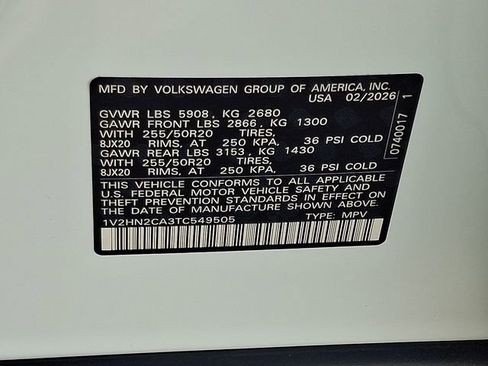 MFD BY VOLKSWAGEN GROUP OF AMERICA, INC.
USA 02/2026
GVWR LBS 5908, KG 2680
GAWR FRONT LBS 2866, KG 1300
WITH 255/50R20 TIRES,
8JX20 RIMS, AT 250 KPA, 36 PSI COLD
GAWR REAR LBS 3153, KG 1430
WITH 255/50R20 TIRES,
8JX20 RIMS, AT 250 KPA, 36 PSI COLD
THIS VEHICLE CONFORMS TO ALL APPLICABLE
U.S. FEDERAL MOTOR VEHICLE SAFETY AND
THEFT PREVENTION STANDARDS IN EFFECT ON
THE DATE OF MANUFACTURE SHOWN ABOVE.
1V2HN2CA3TC549505 TYPE: MPV
0740017 1